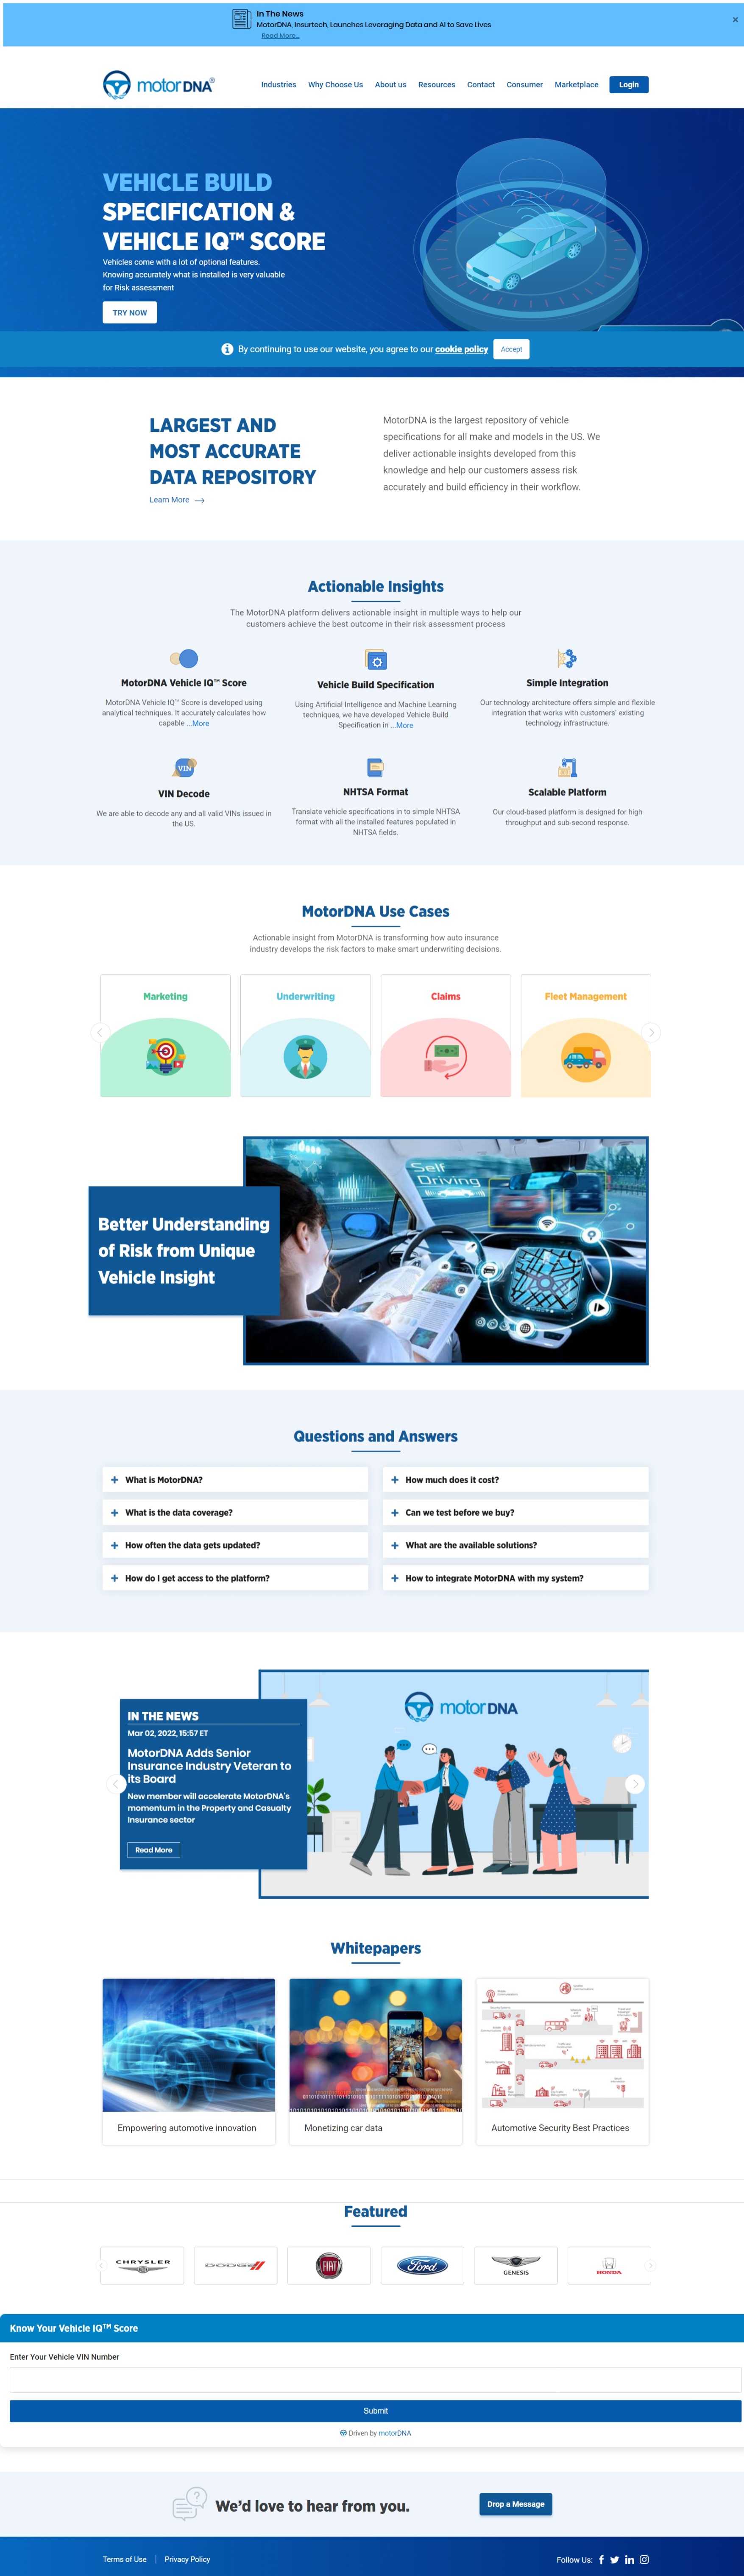 In The News
MotorDNA, Insurtech, Launches Leveraging Data and AI to Save Lives
Read More...
×
motorDNA®
Industries Why Choose Us About us Resources Contact Consumer Marketplace Login
VEHICLE BUILD
SPECIFICATION &
VEHICLE IQ™ SCORE
Vehicles come with a lot of optional features.
Knowing accurately what is installed is very valuable
for Risk assessment
TRY NOW
By continuing to use our website, you agree to our cookie policy Accept
LARGEST AND
MOST ACCURATE
DATA REPOSITORY
Learn More →
MotorDNA is the largest repository of vehicle
specifications for all make and models in the US. We
deliver actionable insights developed from this
knowledge and help our customers assess risk
accurately and build efficiency in their workflow.
Actionable Insights
The MotorDNA platform delivers actionable insight in multiple ways to help our
customers achieve the best outcome in their risk assessment process
MotorDNA Vehicle IQ™ Score
MotorDNA Vehicle IQ™ Score is developed using
analytical techniques. It accurately calculates how
capable ...More
Vehicle Build Specification
Using Artificial Intelligence and Machine Learning
techniques, we have developed Vehicle Build
Specification in ...More
Simple Integration
Our technology architecture offers simple and flexible
integration that works with customers' existing
technology infrastructure.
VIN
VIN Decode
We are able to decode any and all valid VINs issued in
the US.
NHTSA Format
Translate vehicle specifications in to simple NHTSA
format with all the installed features populated in
NHTSA fields.
Scalable Platform
Our cloud-based platform is designed for high
throughput and sub-second response.
MotorDNA Use Cases
Actionable insight from MotorDNA is transforming how auto insurance
industry develops the risk factors to make smart underwriting decisions.
Marketing
Underwriting
Claims
Fleet Management
Better Understanding
of Risk from Unique
Vehicle Insight
Self
Driving
Questions and Answers
+ What is MotorDNA?
+ How much does it cost?
+ What is the data coverage?
+ Can we test before we buy?
+ How often the data gets updated?
+ What are the available solutions?
+ How do I get access to the platform?
+ How to integrate MotorDNA with my system?
motorDNA
IN THE NEWS
Mar 02, 2022, 15:57 ET
MotorDNA Adds Senior
Insurance Industry Veteran to
its Board
New member will accelerate MotorDNA's
momentum in the Property and Casualty
Insurance sector
Read More
Whitepapers
Empowering automotive innovation
Monetizing car data
Automotive Security Best Practices
Featured
CHRYSLER
DODGE
FIAT
Ford
GENESIS
HONDA
Know Your Vehicle IQ™ Score
Enter Your Vehicle VIN Number
Submit
Driven by motorDNA
We'd love to hear from you.
Drop a Message
Terms of Use | Privacy Policy
Follow Us: